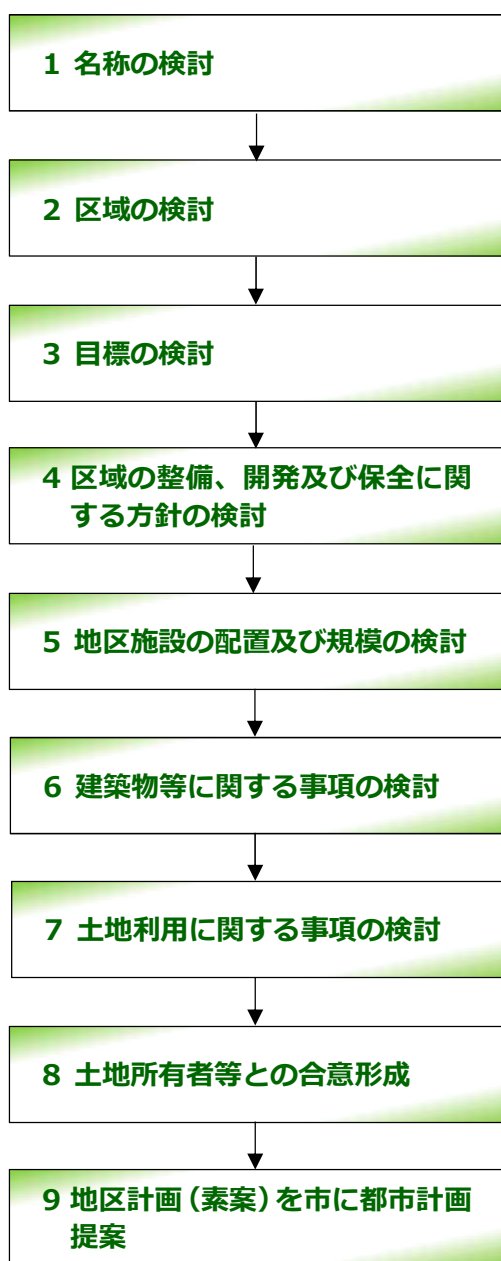 1 名称の検討
2 区域の検討
3 目標の検討
4 区域の整備、開発及び保全に関
する方針の検討
5 地区施設の配置及び規模の検討
6 建築物等に関する事項の検討
7 土地利用に関する事項の検討
8 土地所有者等との合意形成
9 地区計画（素案）を市に都市計画
提案